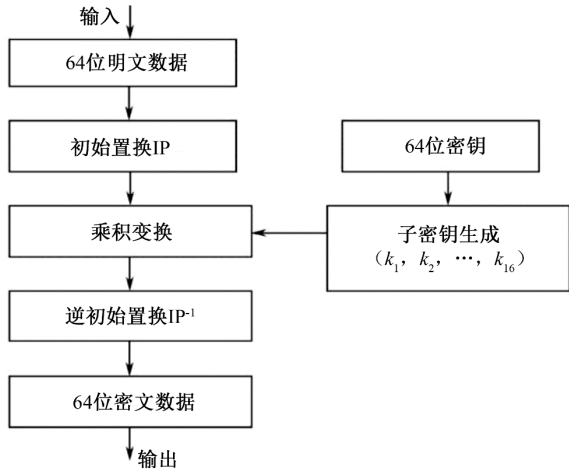 输入
64位明文数据
初始置换IP
64位密钥
乘积变换
子密钥生成
（k₁，k₂，…，k₁₆）
逆初始置换IP⁻¹
64位密文数据
输出